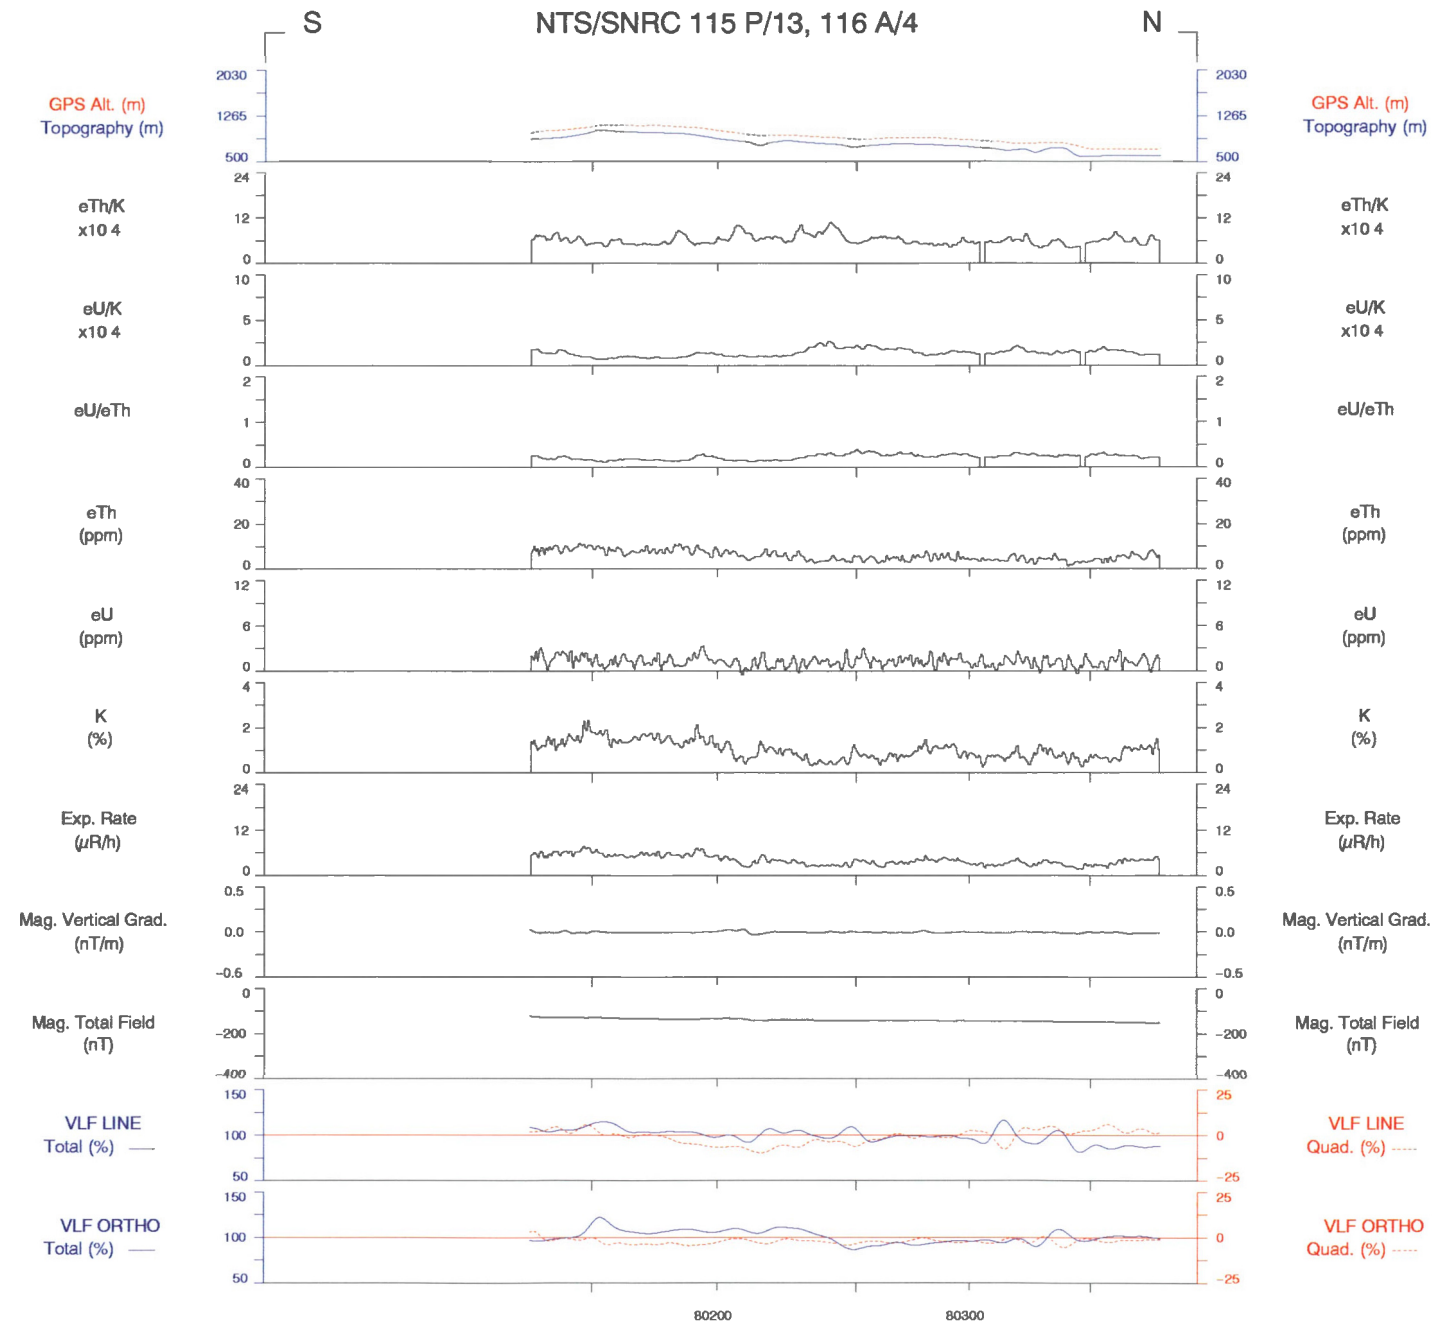 S NTS/SNRC 115 P/13, 116 A/4 N
2030 2030
GPS Alt. (m) 1265 1265 GPS Alt. (m)
Topography (m) Topography (m)
500 500
24 24
eTh/K 12 12 eTh/K
x10 4 x10 4
0 0
10 10
eU/K 5 5 eU/K
x10 4 x10 4
0 0
2 2
eU/eTh 1 1 eU/eTh
0 0
40 40
eTh 20 20 eTh
(ppm) (ppm)
0 0
12 12
eU 6 6 eU
(ppm) (ppm)
0 0
4 4
K 2 2 K
(%) (%)
0 0
24 24
Exp. Rate 12 12 Exp. Rate
(μR/h) (μR/h)
0 0
0.5 0.5
Mag. Vertical Grad. 0.0 0.0 Mag. Vertical Grad.
(nT/m) (nT/m)
-0.6 -0.5
0 0
Mag. Total Field -200 -200 Mag. Total Field
(nT) (nT)
-400 -400
150 25
VLF LINE 100 0 VLF LINE
Total (%) Quad. (%)
50 -25
150 25
VLF ORTHO 100 0 VLF ORTHO
Total (%) Quad. (%)
50 -25
80200 80300